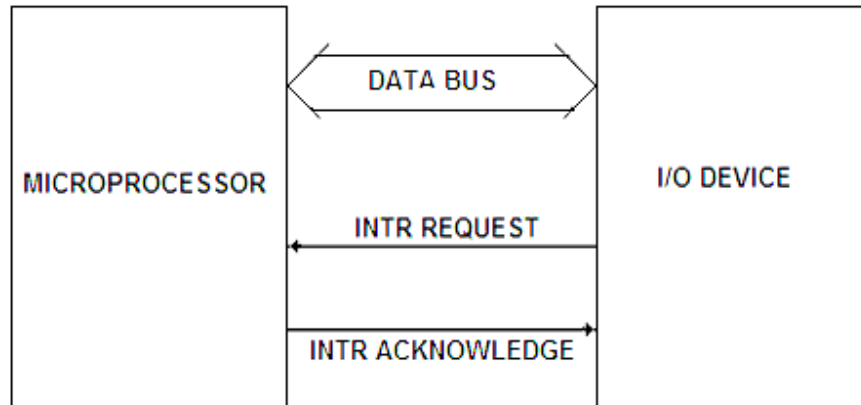 DATA BUS
MICROPROCESSOR
I/O DEVICE
INTR REQUEST
INTR ACKNOWLEDGE